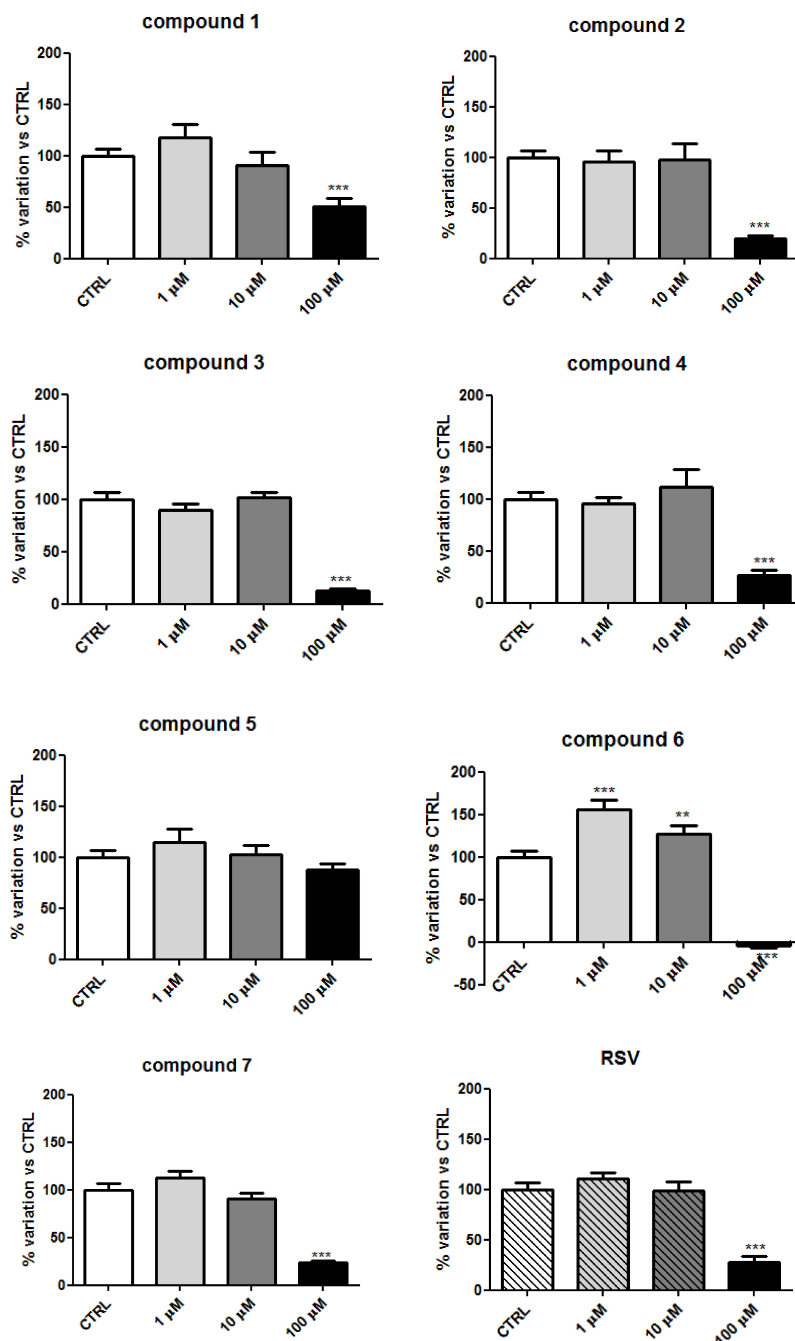 compound 1
% variation vs CTRL
200
150
100
50
0
***
CTRL
1 µM
10 µM
100 µM
compound 2
% variation vs CTRL
200
150
100
50
0
***
CTRL
1 µM
10 µM
100 µM
compound 3
% variation vs CTRL
200
150
100
50
0
***
CTRL
1 µM
10 µM
100 µM
compound 4
% variation vs CTRL
200
150
100
50
0
***
CTRL
1 µM
10 µM
100 µM
compound 5
% variation vs CTRL
200
150
100
50
0
CTRL
1 µM
10 µM
100 µM
compound 6
% variation vs CTRL
200
150
100
50
0
-50
***
**
***
CTRL
1 µM
10 µM
100 µM
compound 7
% variation vs CTRL
200
150
100
50
0
***
CTRL
1 µM
10 µM
100 µM
RSV
% variation vs CTRL
200
150
100
50
0
***
CTRL
1 µM
10 µM
100 µM